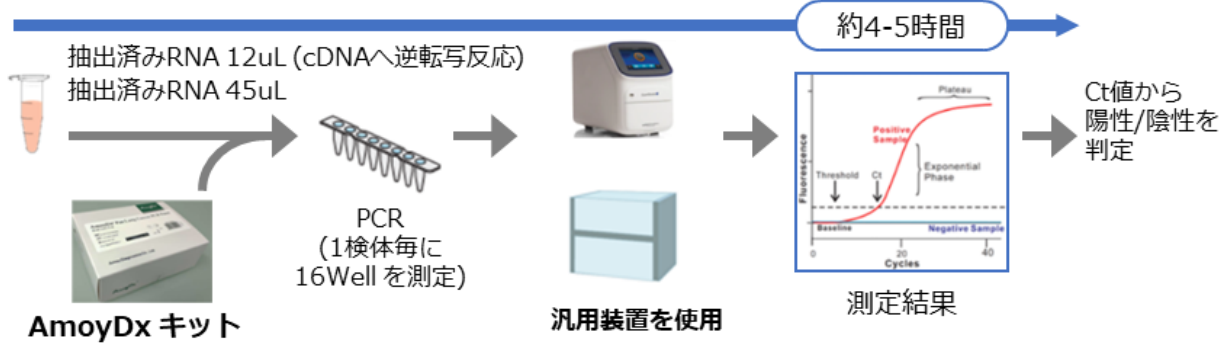 約4-5時間
抽出済みRNA 12uL (cDNAへ逆転写反応)
抽出済みRNA 45uL
PCR
(1検体毎に
16Well を測定)
AmoyDx キット
汎用装置を使用
Plateau
Positive
Sample
Exponential
Phase
Threshold
Ct
Fluorescence
Baseline
Negative Sample
0
20
40
Cycles
測定結果
Ct値から
陽性/陰性を
判定